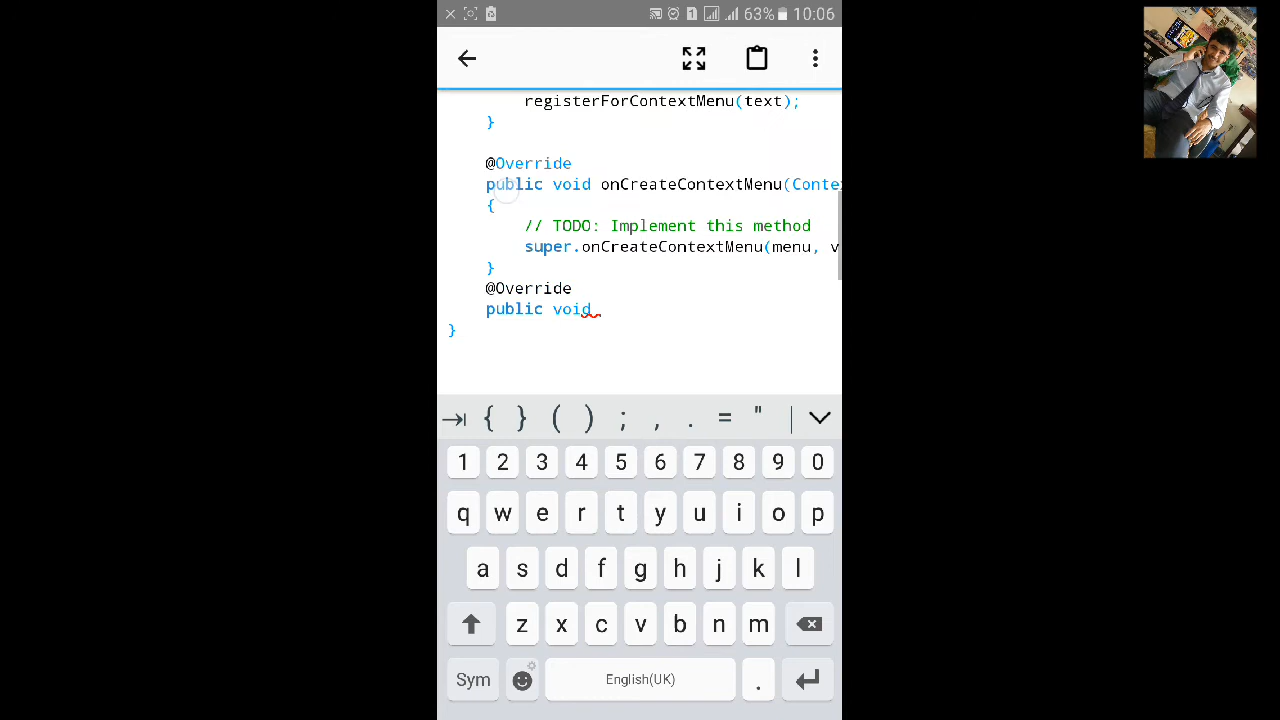 63% 10:06
registerForContextMenu(text);
}
@Override
public void onCreateContextMenu(Conte
{
// TODO: Implement this method
super.onCreateContextMenu(menu, v
}
@Override
public void
}
{ } ( ) ; , . = "
1 2 3 4 5 6 7 8 9 0
q w e r t y u i o p
a s d f g h j k l
z x c v b n m
Sym English(UK) .